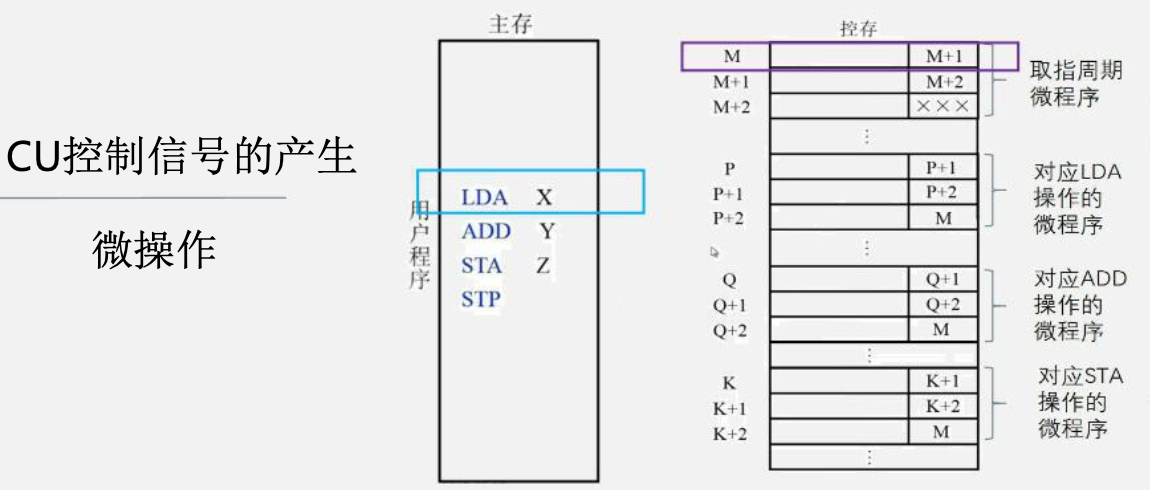 CU控制信号的产生
微操作
主存
用户程序
LDA X
ADD Y
STA Z
STP
控存
M M+1
M+1 M+2
M+2 ×××
取指周期
微程序
⋮
P P+1
P+1 P+2
P+2 M
对应LDA
操作的
微程序
⋮
Q Q+1
Q+1 Q+2
Q+2 M
对应ADD
操作的
微程序
⋮
K K+1
K+1 K+2
K+2 M
对应STA
操作的
微程序
⋮